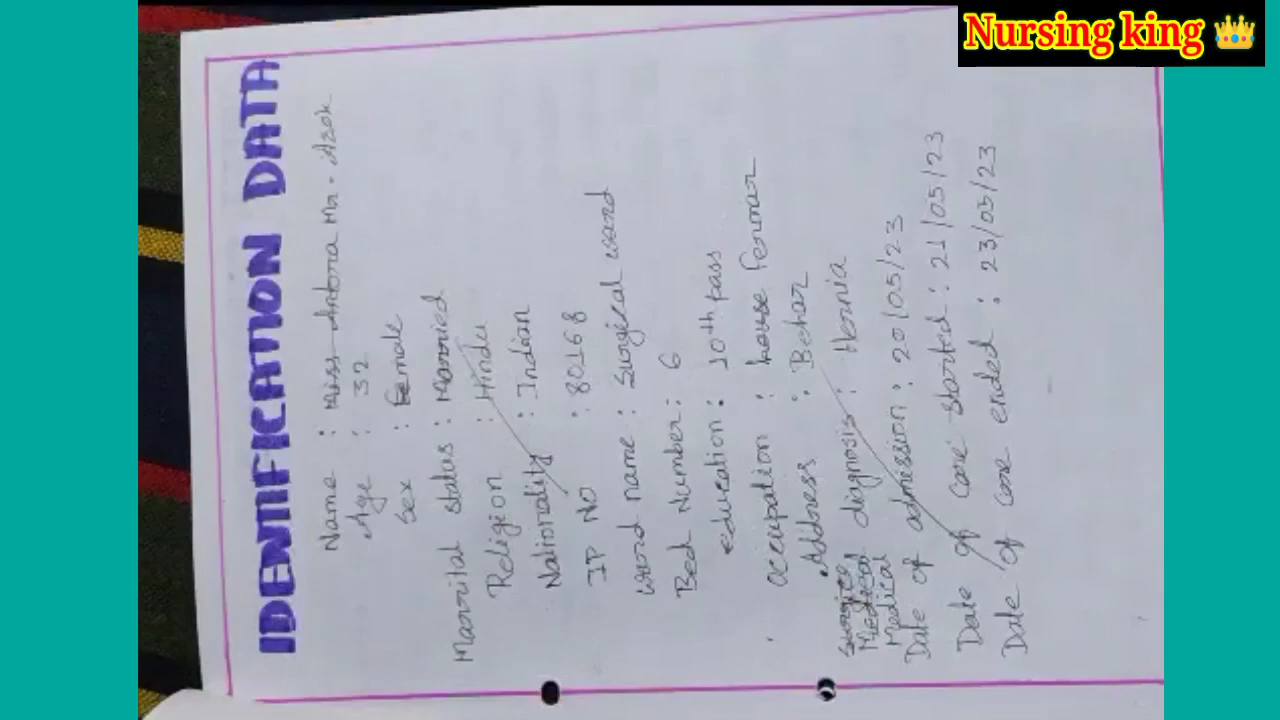 Nursing king 👑
IDENTIFICATION DATA
Name : Miss Antora Mr. Azok
Age : 32
Sex : Female
Marrital status : Married
Religion : Hindu
Nationality : Indian
IP NO : 80168
ward name : Surgical ward
Bed Number : 6
education : 10th pass
occupation : house
Address : Behar
Medical diagnosis : Hernia
Medical
Date of admission : 20/05/23
Date of care started : 21/05/23
Date of care ended : 23/05/23